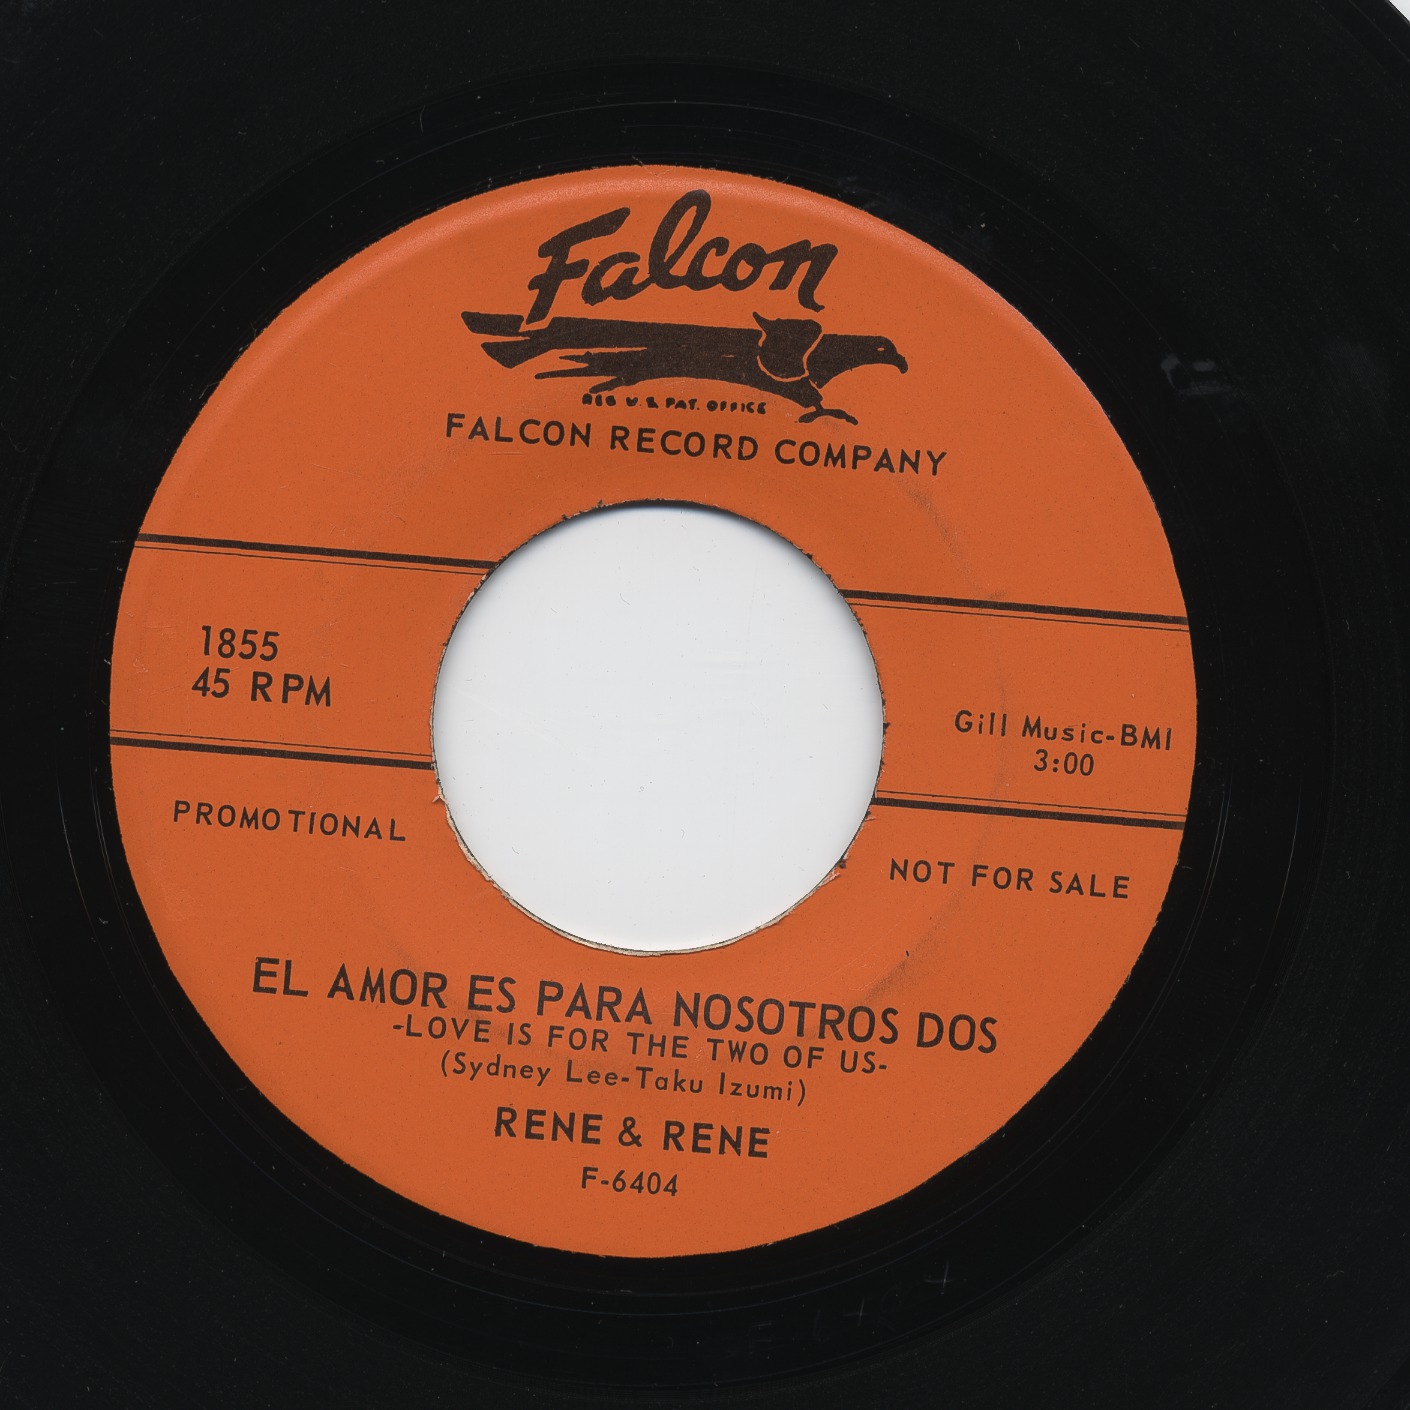 Falcon
REG U.S. PAT. OFFICE
FALCON RECORD COMPANY
1855
45 RPM
Gill Music-BMI
3:00
PROMOTIONAL
NOT FOR SALE
EL AMOR ES PARA NOSOTROS DOS
-LOVE IS FOR THE TWO OF US-
(Sydney Lee-Taku Izumi)
RENE & RENE
F-6404
F 6404